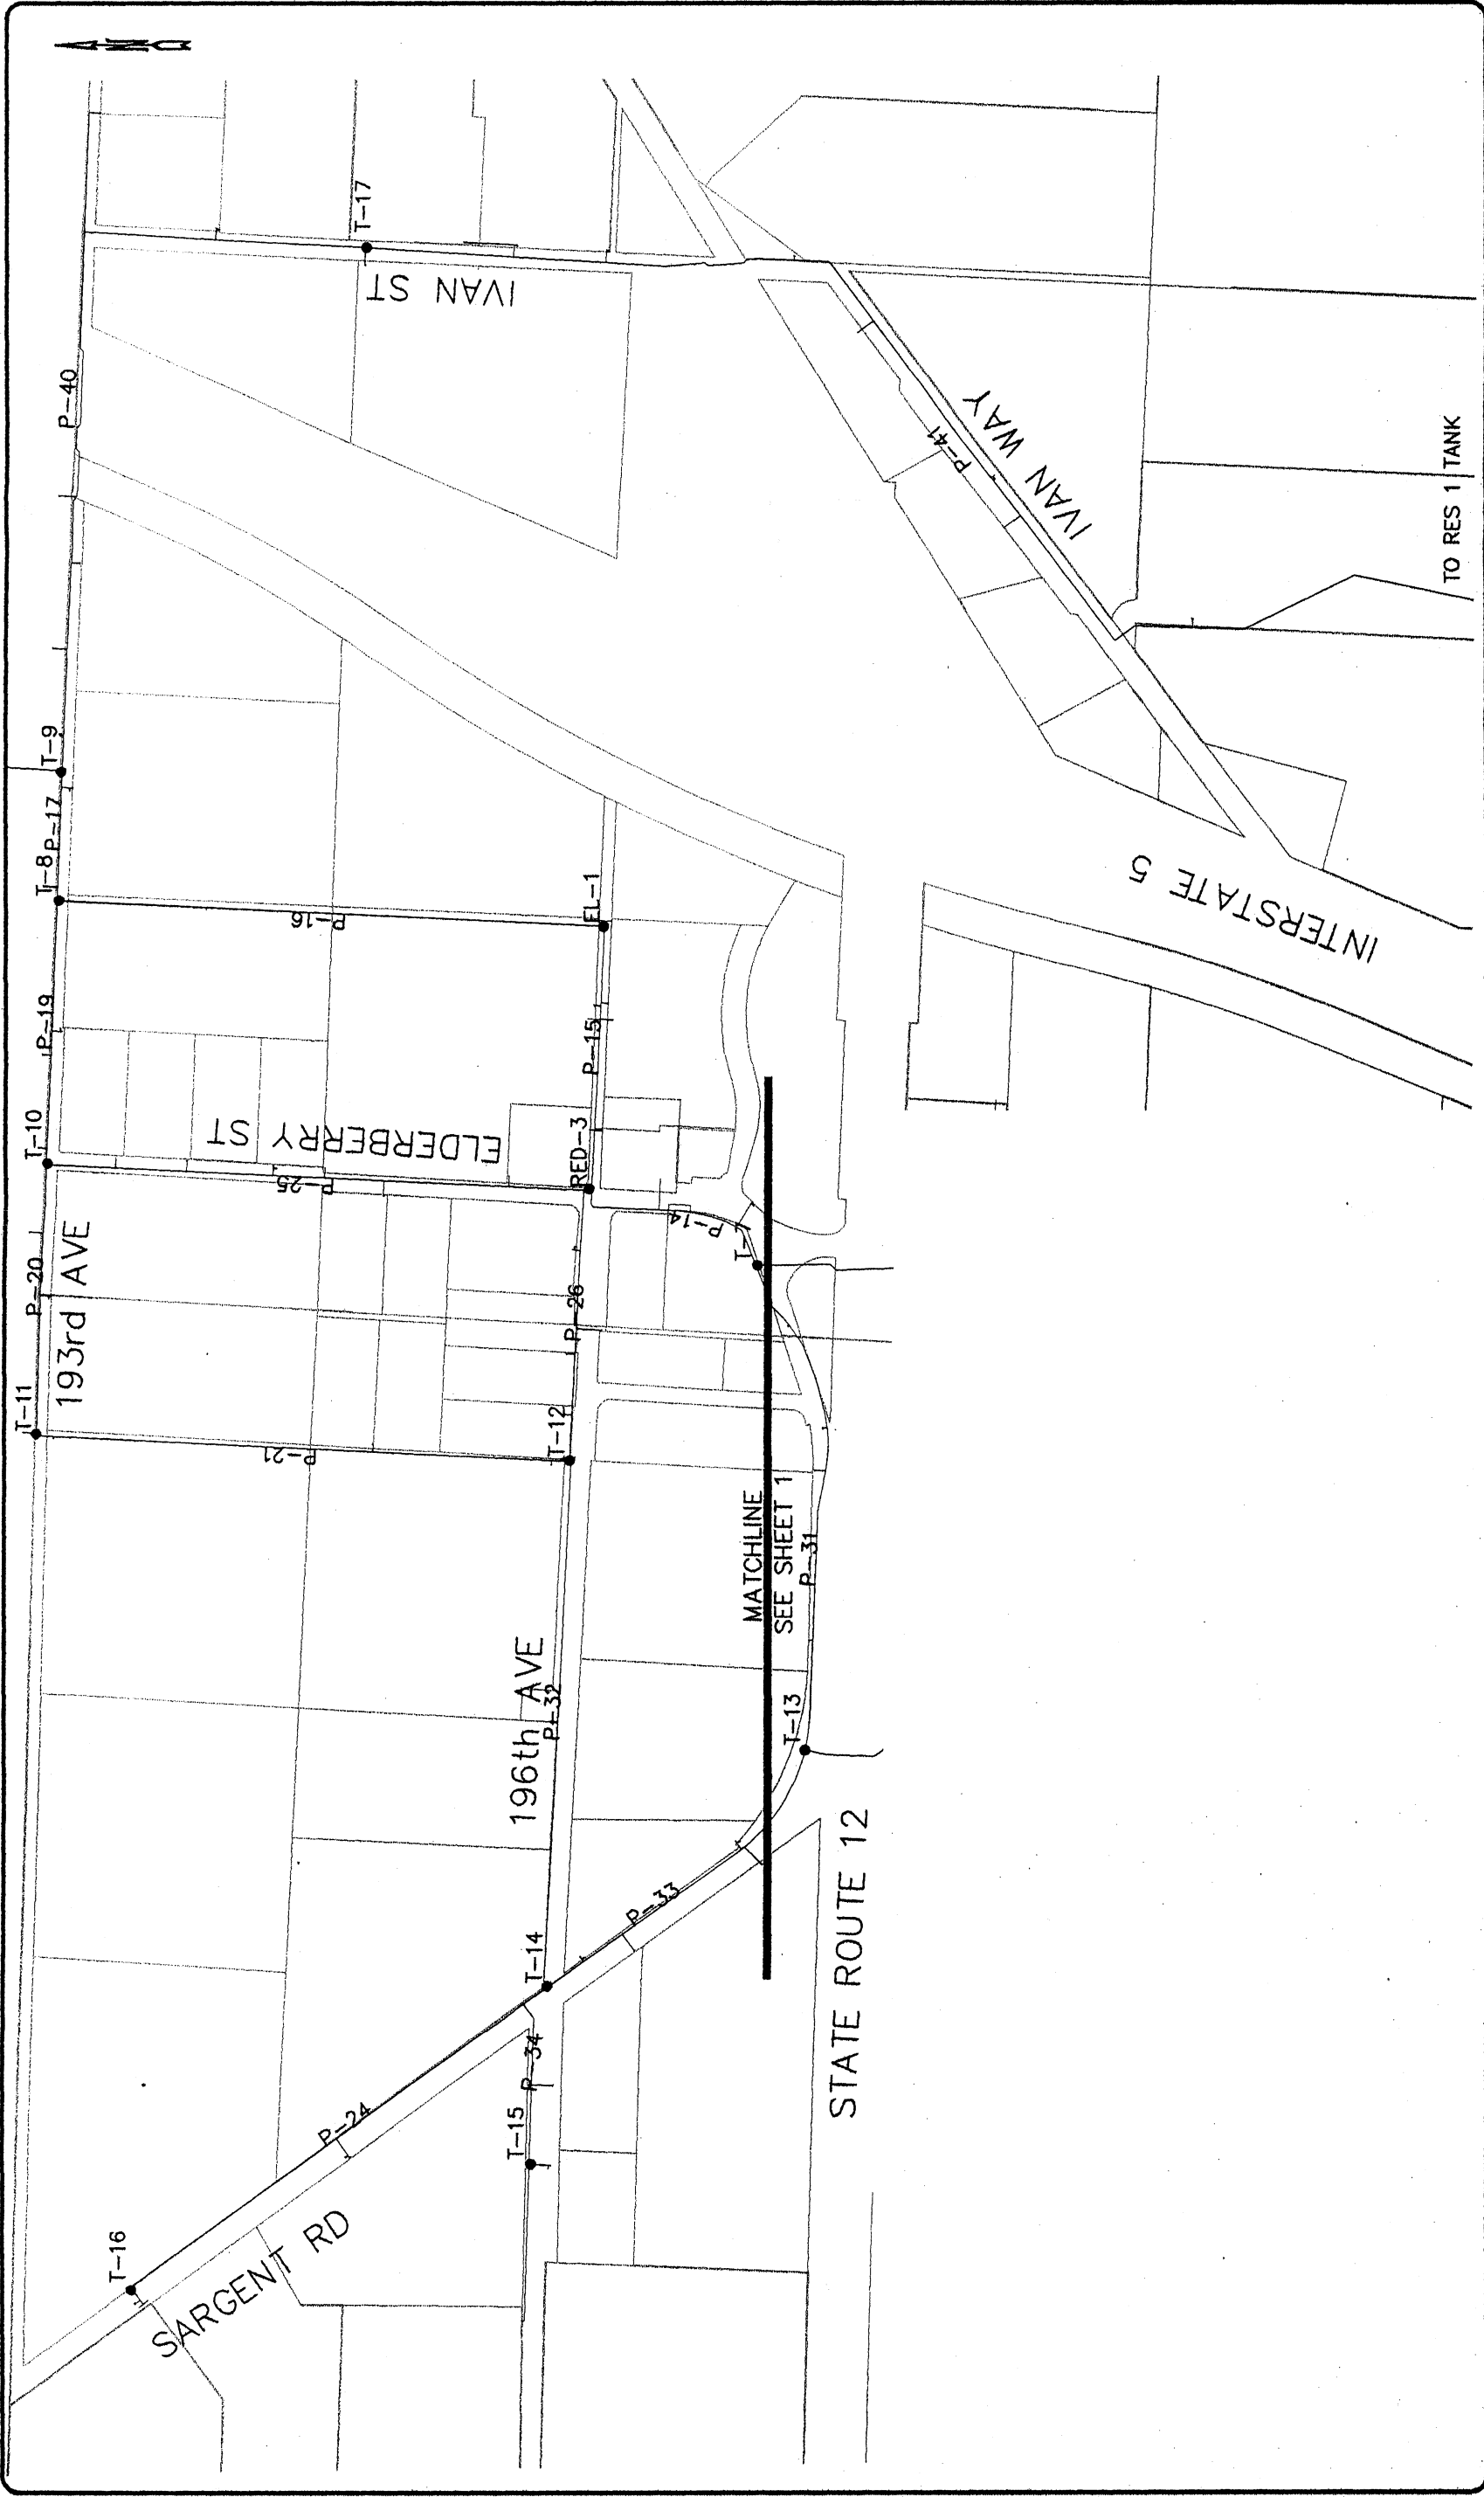 N
T-17
IVAN ST
P-40
P-41
IVAN WAY
TO RES 1 TANK
T-9
P-17
T-8
P-16
EL-1
INTERSTATE 5
P-19
P-15
T-10
ELDERBERRY ST
RED-3
P-25
P-14
P-20
193rd AVE
P-26
T-11
T-12
P-21
MATCHLINE
SEE SHEET 1
P-31
196th AVE
P-32
T-13
P-33
T-14
STATE ROUTE 12
P-34
T-15
P-24
T-16
SARGENT RD